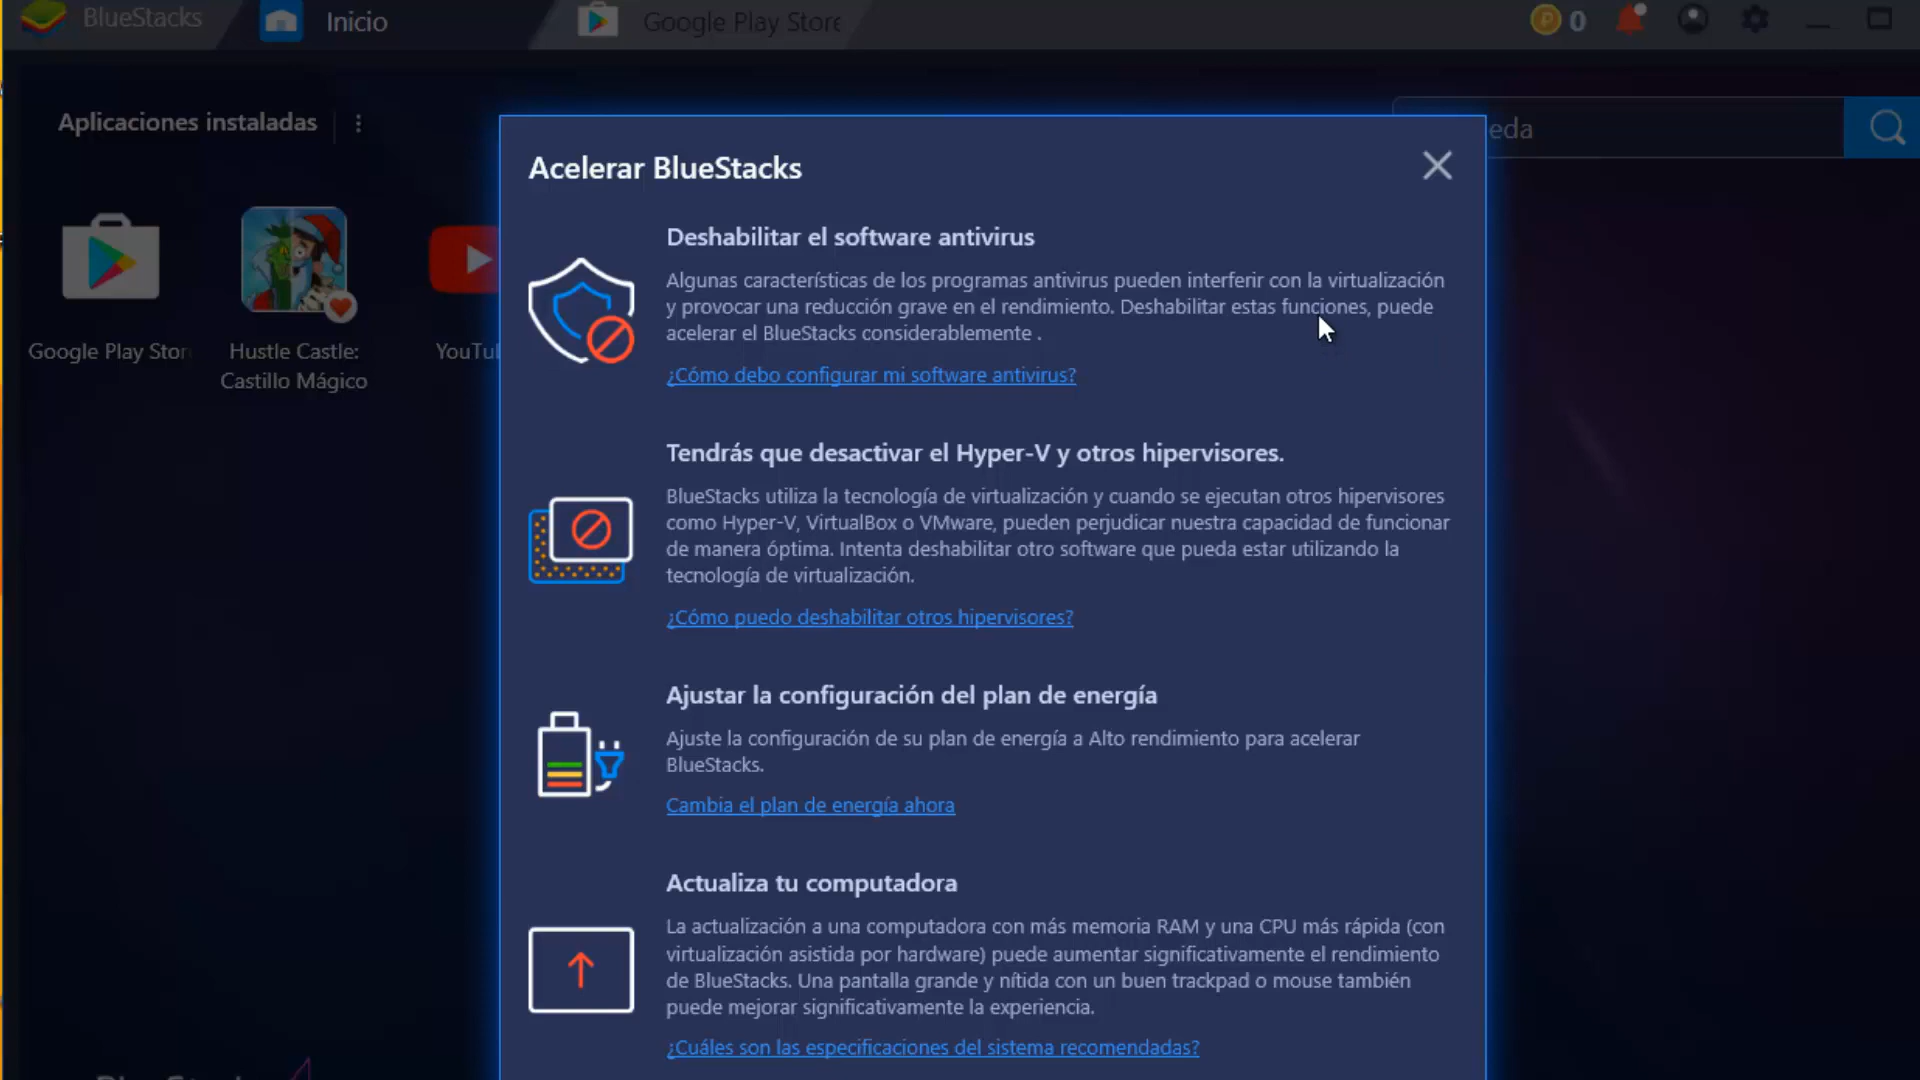 BlueStacks
Inicio
Google Play Store
0
Aplicaciones instaladas
eda
Acelerar BlueStacks
Deshabilitar el software antivirus
Algunas características de los programas antivirus pueden interferir con la virtualización
y provocar una reducción grave en el rendimiento. Deshabilitar estas funciones, puede
acelerar el BlueStacks considerablemente .
¿Cómo debo configurar mi software antivirus?
Google Play Stor
Hustle Castle:
Castillo Mágico
YouTu
Tendrás que desactivar el Hyper-V y otros hipervisores.
BlueStacks utiliza la tecnología de virtualización y cuando se ejecutan otros hipervisores
como Hyper-V, VirtualBox o VMware, pueden perjudicar nuestra capacidad de funcionar
de manera óptima. Intenta deshabilitar otro software que pueda estar utilizando la
tecnología de virtualización.
¿Cómo puedo deshabilitar otros hipervisores?
Ajustar la configuración del plan de energía
Ajuste la configuración de su plan de energía a Alto rendimiento para acelerar
BlueStacks.
Cambia el plan de energía ahora
Actualiza tu computadora
La actualización a una computadora con más memoria RAM y una CPU más rápida (con
virtualización asistida por hardware) puede aumentar significativamente el rendimiento
de BlueStacks. Una pantalla grande y nítida con un buen trackpad o mouse también
puede mejorar significativamente la experiencia.
¿Cuáles son las especificaciones del sistema recomendadas?